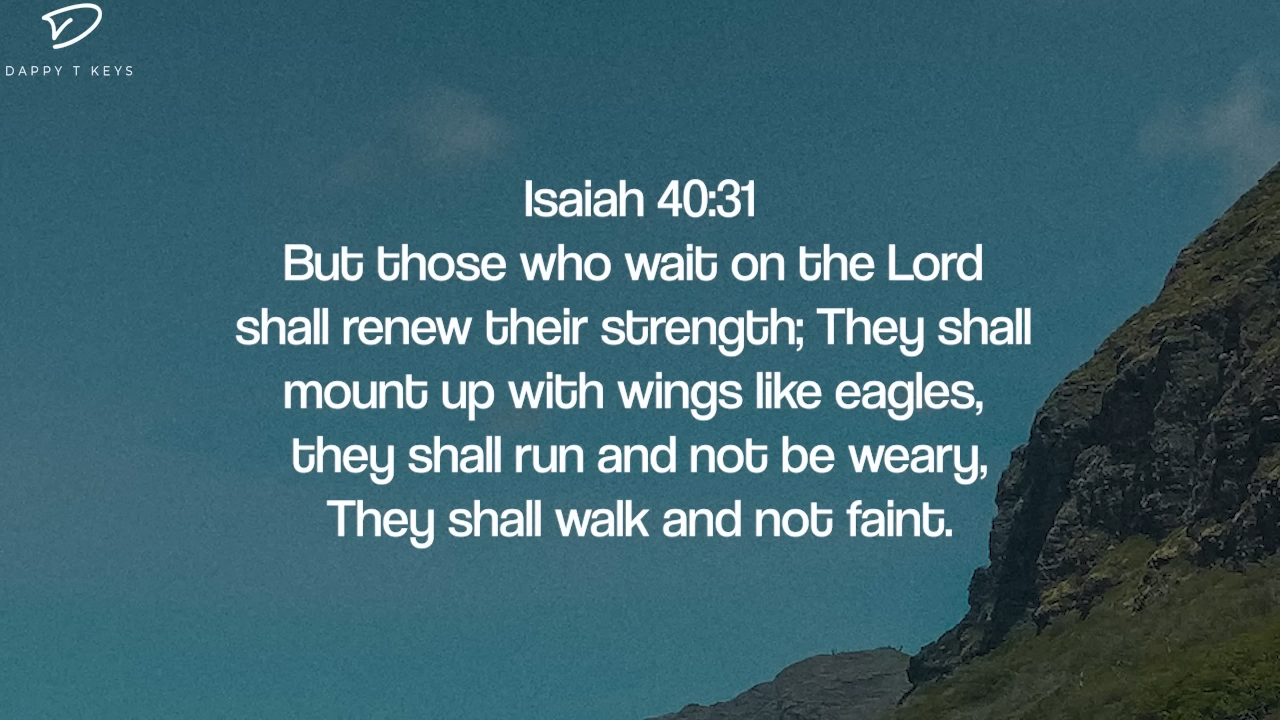 DAPPY T KEYS
Isaiah 40:31
But those who wait on the Lord
shall renew their strength; They shall
mount up with wings like eagles,
they shall run and not be weary,
They shall walk and not faint.